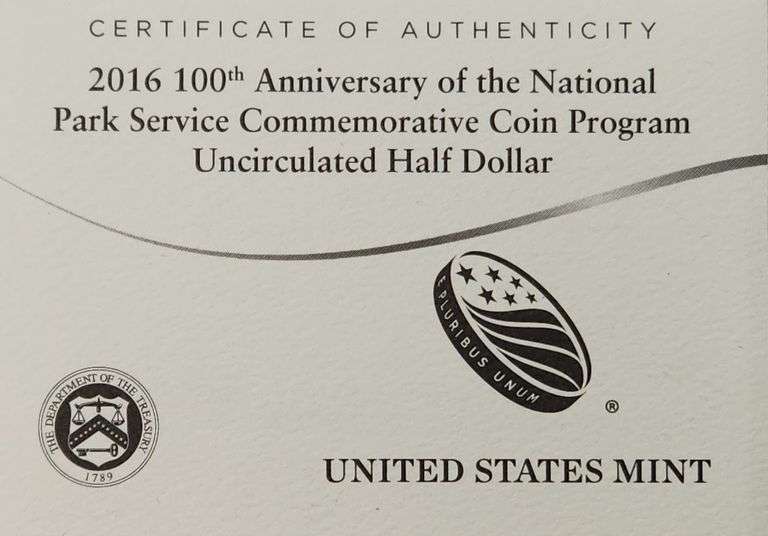 CERTIFICATE OF AUTHENTICITY
2016 100th Anniversary of the National
Park Service Commemorative Coin Program
Uncirculated Half Dollar
E PLURIBUS UNUM
®
THE DEPARTMENT OF THE TREASURY
1789
UNITED STATES MINT